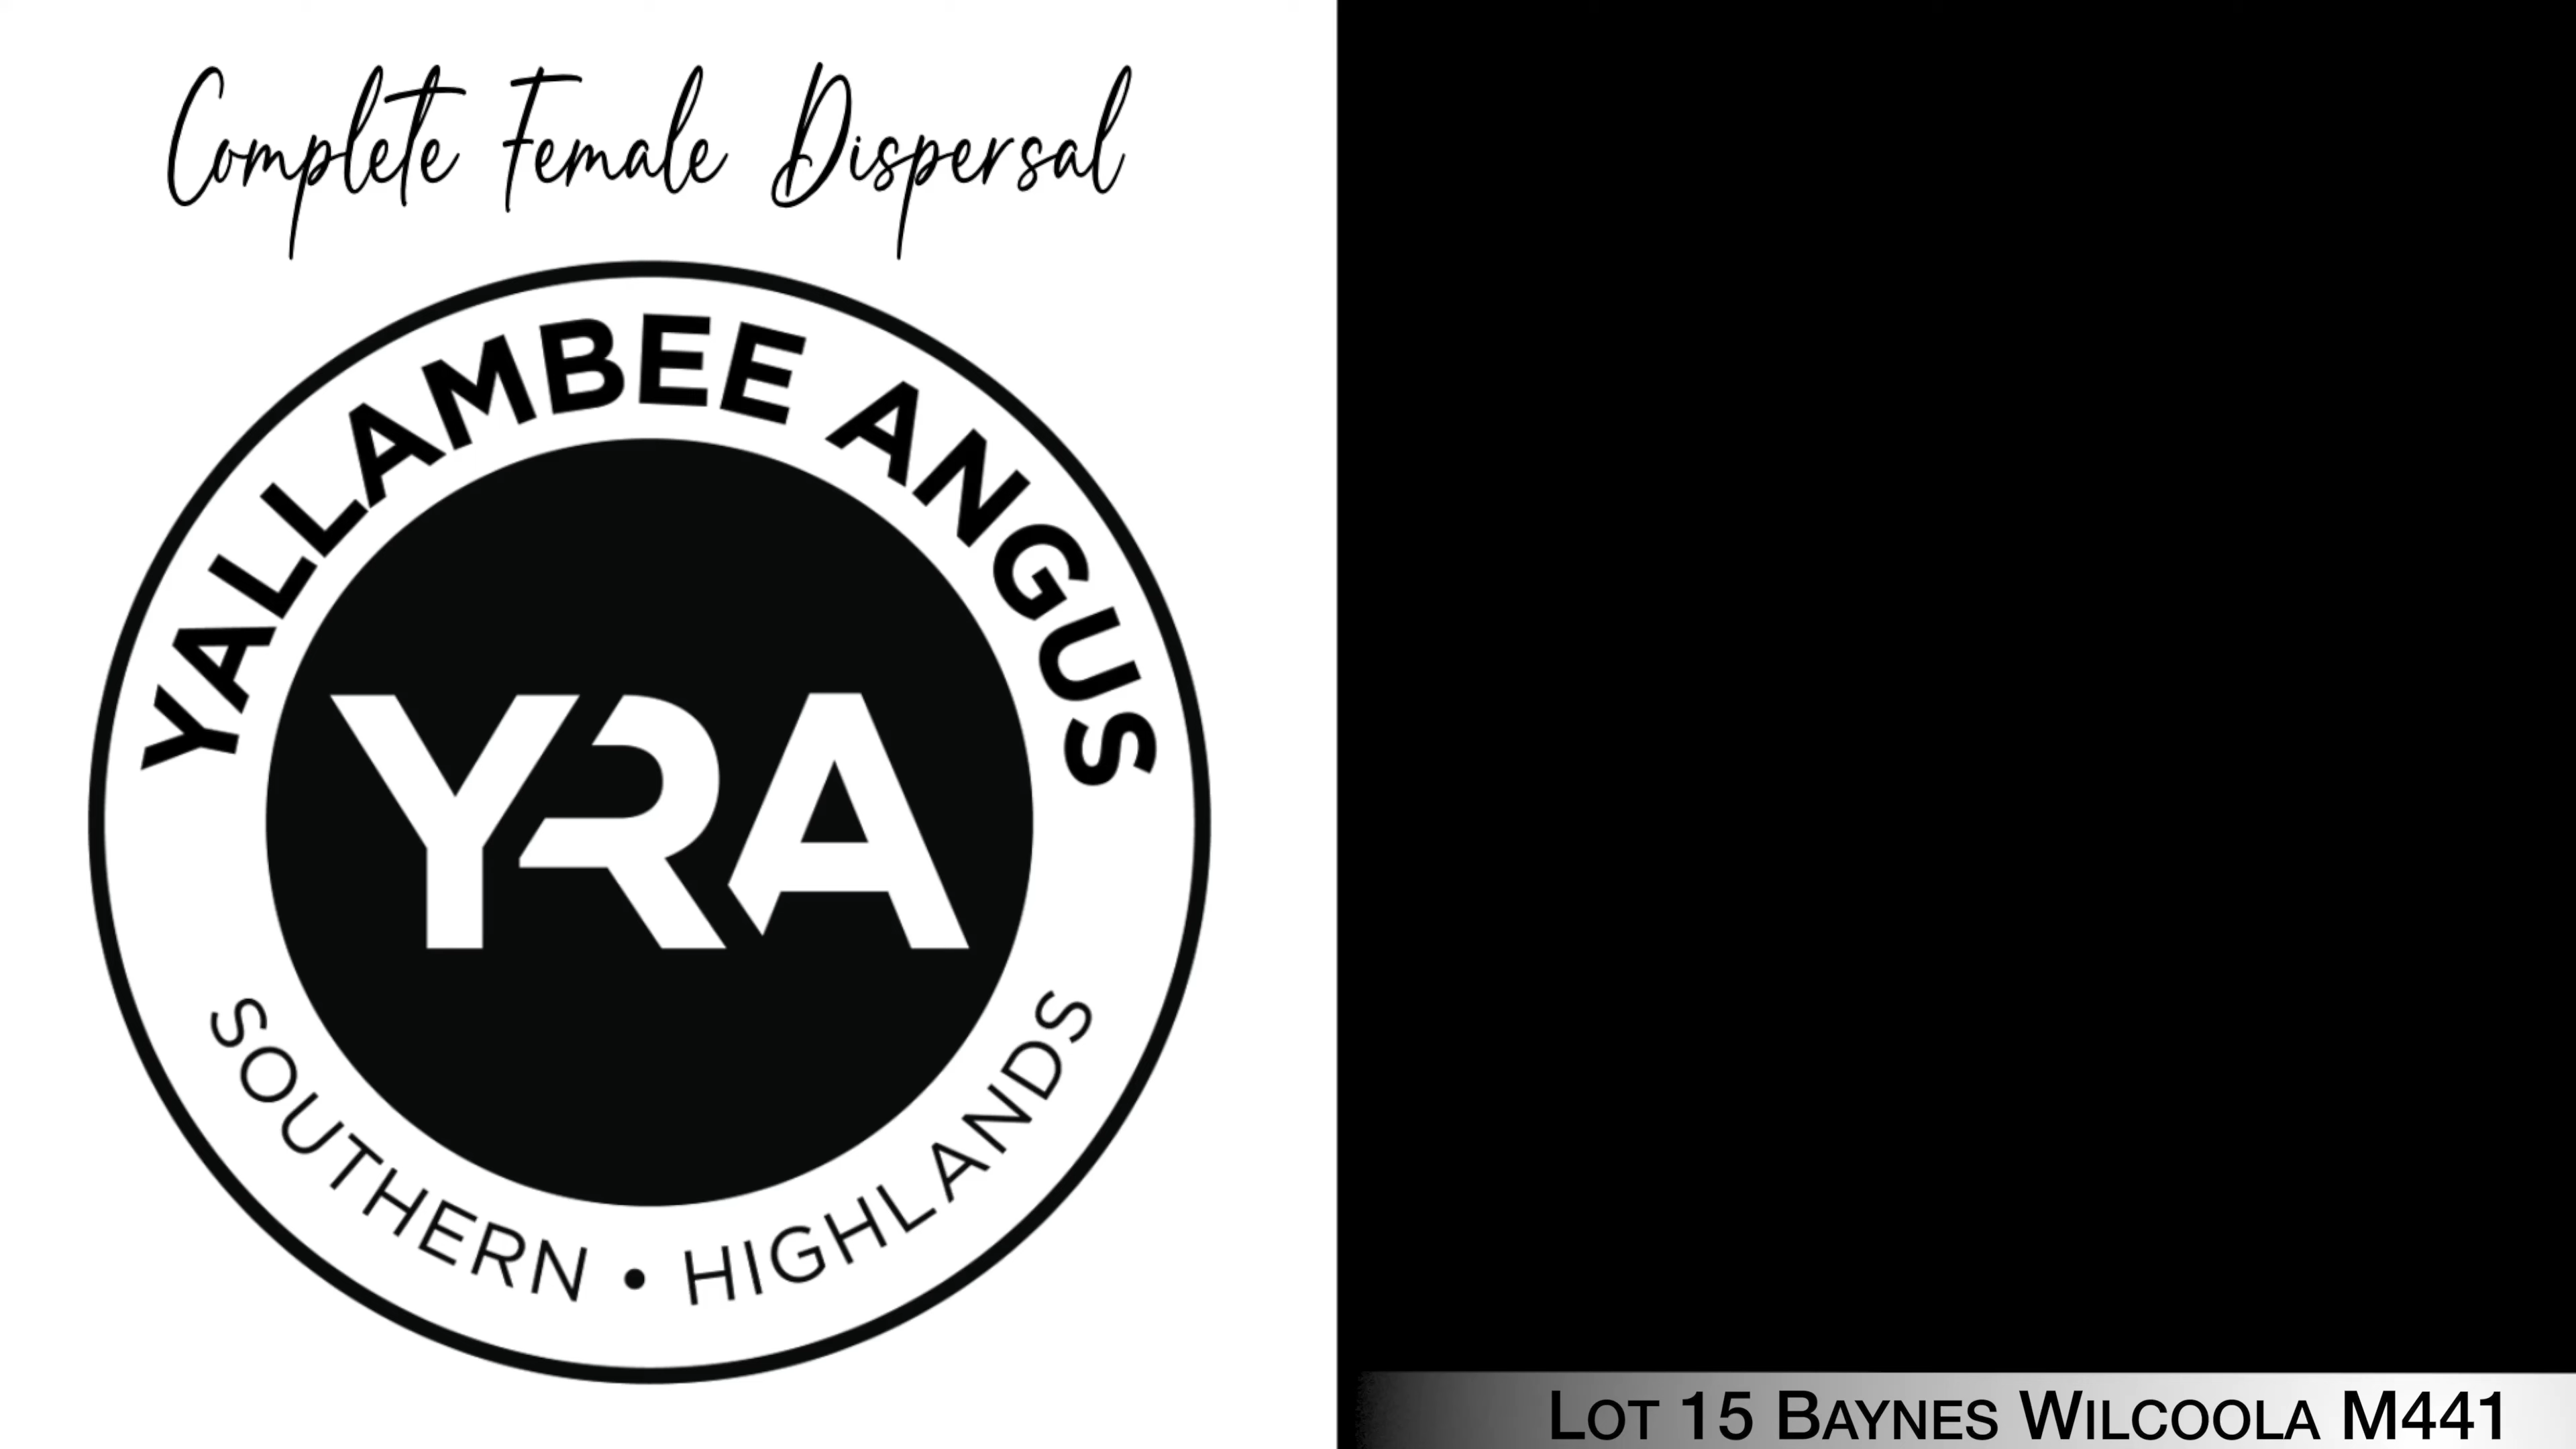 Complete Female Dispersal
YALLAMBEE ANGUS
YRA
SOUTHERN • HIGHLANDS
LOT 15 BAYNES WILCOOLA M441